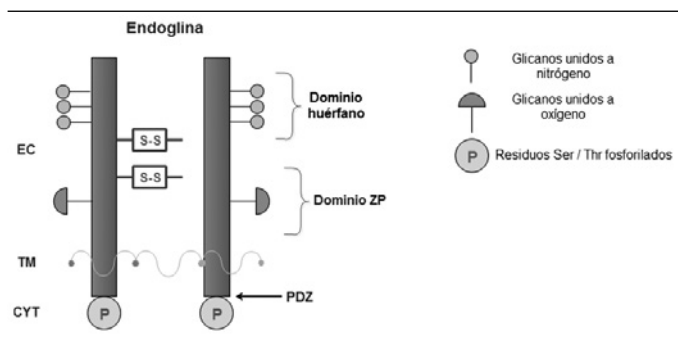 Endoglina
Glicanos unidos a
nitrógeno
Dominio
huérfano
Glicanos unidos a
oxígeno
EC
S-S
P
Residuos Ser / Thr fosforilados
S-S
Dominio ZP
TM
PDZ
CYT
P
P